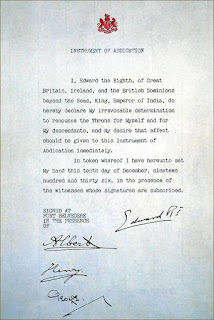 INSTRUMENT OF ABDICATION
I, Edward the Eighth, of Great
Britain, Ireland, and the British Dominions
beyond the Seas, King, Emperor of India, do
hereby declare My irrevocable determination
to renounce the Throne for Myself and for
My descendants, and My desire that effect
should be given to this Instrument of
Abdication immediately.
In token whereof I have hereunto set
My hand this tenth day of December, nineteen
hundred and thirty six, in the presence of
the witnesses whose signatures are subscribed.
SIGNED AT
FORT BELVEDERE
IN THE PRESENCE
OF
Edward RI
Albert
Henry
George